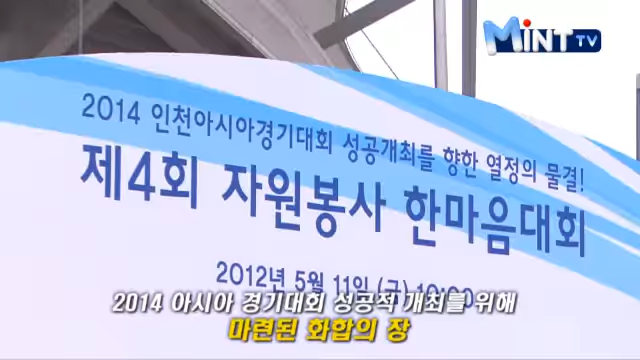 MINT TV
2014 인천아시아경기대회 성공개최를 향한 열정의 물결!
제4회 자원봉사 한마음대회
2012년 5월 11일 (금) 10:00
2014 아시아 경기대회 성공적 개최를 위해
마련된 화합의 장